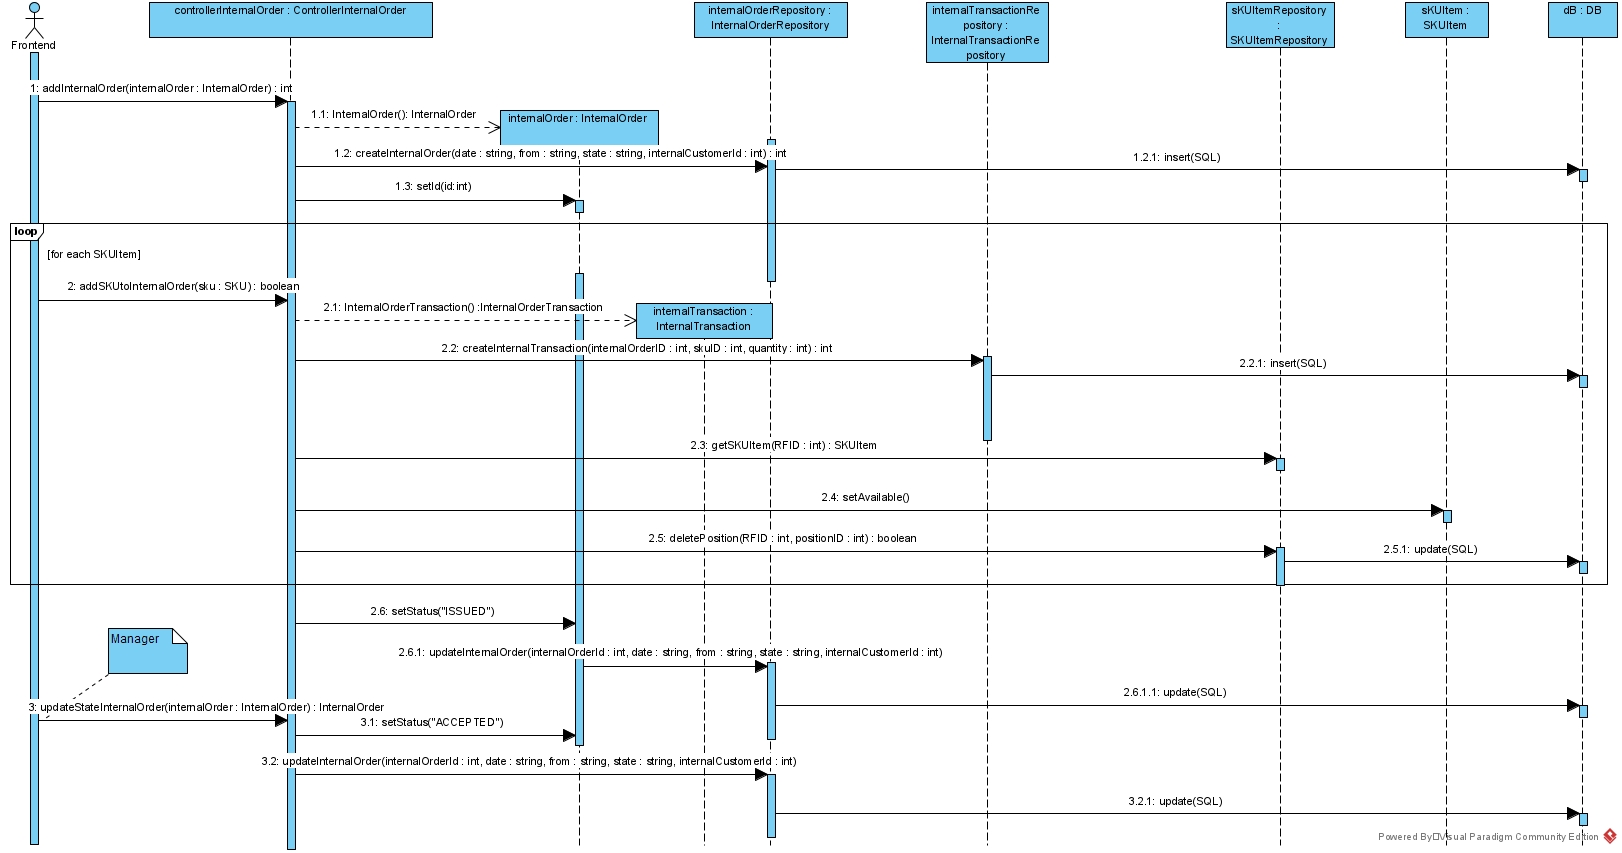 controllerInternalOrder : ControllerInternalOrder
internalOrderRepository :
InternalOrderRepository
internalTransactionRe
pository :
InternalTransactionRe
pository
sKUItemRepository
:
SKUItemRepository
sKUItem :
SKUItem
dB : DB
Frontend
1: addInternalOrder(internalOrder : InternalOrder) : int
1.1: InternalOrder(): InternalOrder
internalOrder : InternalOrder
1.2: createInternalOrder(date : string, from : string, state : string, internalCustomerId : int) : int
1.2.1: insert(SQL)
1.3: setId(id:int)
loop
[for each SKUItem]
2: addSKUtoInternalOrder(sku : SKU) : boolean
2.1: InternalOrderTransaction() :InternalOrderTransaction
internalTransaction :
InternalTransaction
2.2: createInternalTransaction(internalOrderID : int, skuID : int, quantity : int) : int
2.2.1: insert(SQL)
2.3: getSKUItem(RFID : int) : SKUItem
2.4: setAvailable()
2.5: deletePosition(RFID : int, positionID : int) : boolean
2.5.1: update(SQL)
2.6: setStatus("ISSUED")
Manager
2.6.1: updateInternalOrder(internalOrderId : int, date : string, from : string, state : string, internalCustomerId : int)
2.6.1.1: update(SQL)
3: updateStateInternalOrder(internalOrder : InternalOrder) : InternalOrder
3.1: setStatus("ACCEPTED")
3.2: updateInternalOrder(internalOrderId : int, date : string, from : string, state : string, internalCustomerId : int)
3.2.1: update(SQL)
Powered By Visual Paradigm Community Edition